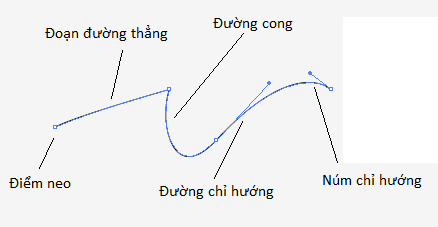 Đường cong
Đoạn đường thẳng
Điểm neo
Đường chỉ hướng
Núm chỉ hướng